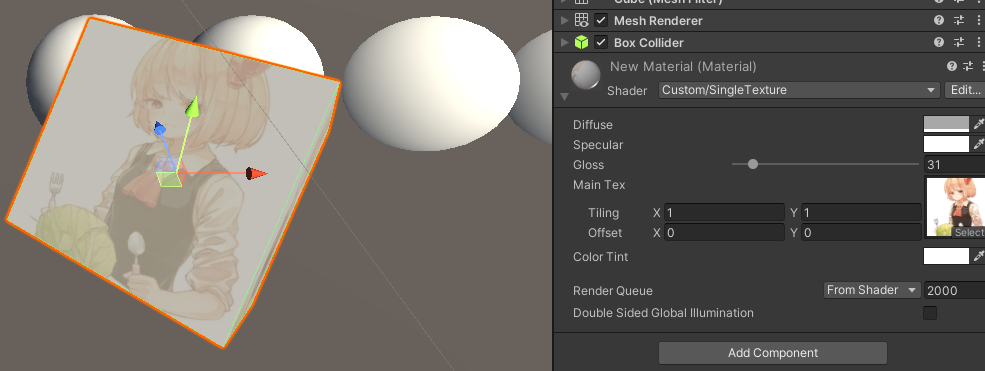 Cube (Mesh Filter)
Mesh Renderer
Box Collider
New Material (Material)
Shader Custom/SingleTexture Edit...
Diffuse
Specular
Gloss 31
Main Tex
Tiling X 1 Y 1
Offset X 0 Y 0
Select
Color Tint
Render Queue From Shader 2000
Double Sided Global Illumination
Add Component